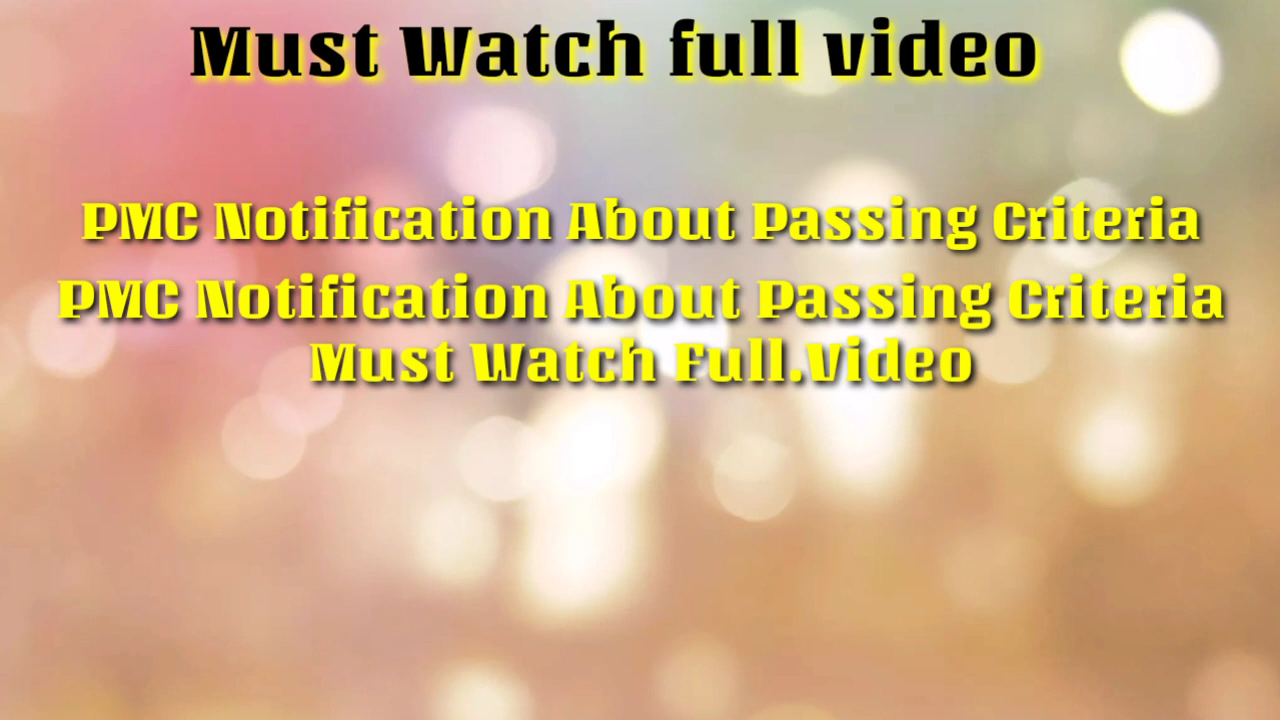 Must Watch full video
PMC Notification About Passing Criteria
PMC Notification About Passing Criteria
Must Watch Full.Video